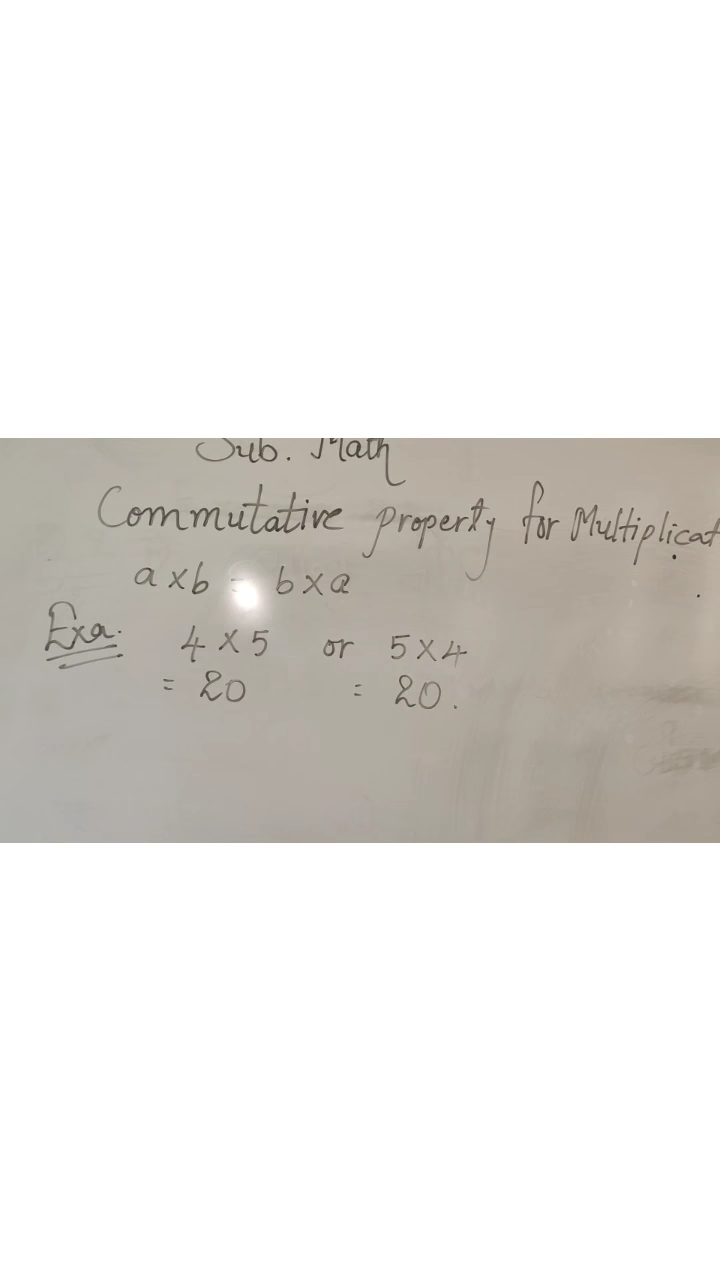 Sub. Math
Commutative property for Multiplicat
a x b = b x a
Exa. 4 x 5 or 5 x 4
= 20 = 20.